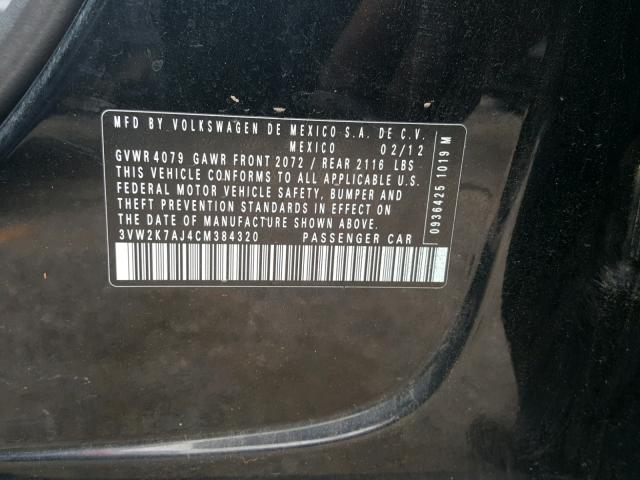 MFD BY VOLKSWAGEN DE MEXICO S.A. DE C.V.
MEXICO 02/12
GVWR 4079 GAWR FRONT 2072 / REAR 2116 LBS
THIS VEHICLE CONFORMS TO ALL APPLICABLE U.S.
FEDERAL MOTOR VEHICLE SAFETY, BUMPER AND
THEFT PREVENTION STANDARDS IN EFFECT ON
THE DATE OF MANUFACTURE SHOWN ABOVE.
3VW2K7AJ4CM384320 PASSENGER CAR
0936425 1019 M